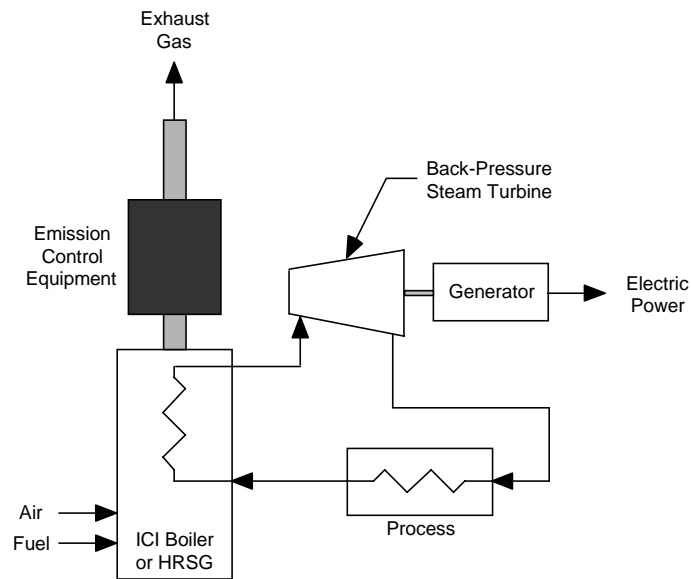 Exhaust
Gas
Back-Pressure
Steam Turbine
Emission
Control
Equipment
Generator
Electric
Power
Process
Air
Fuel
ICI Boiler
or HRSG